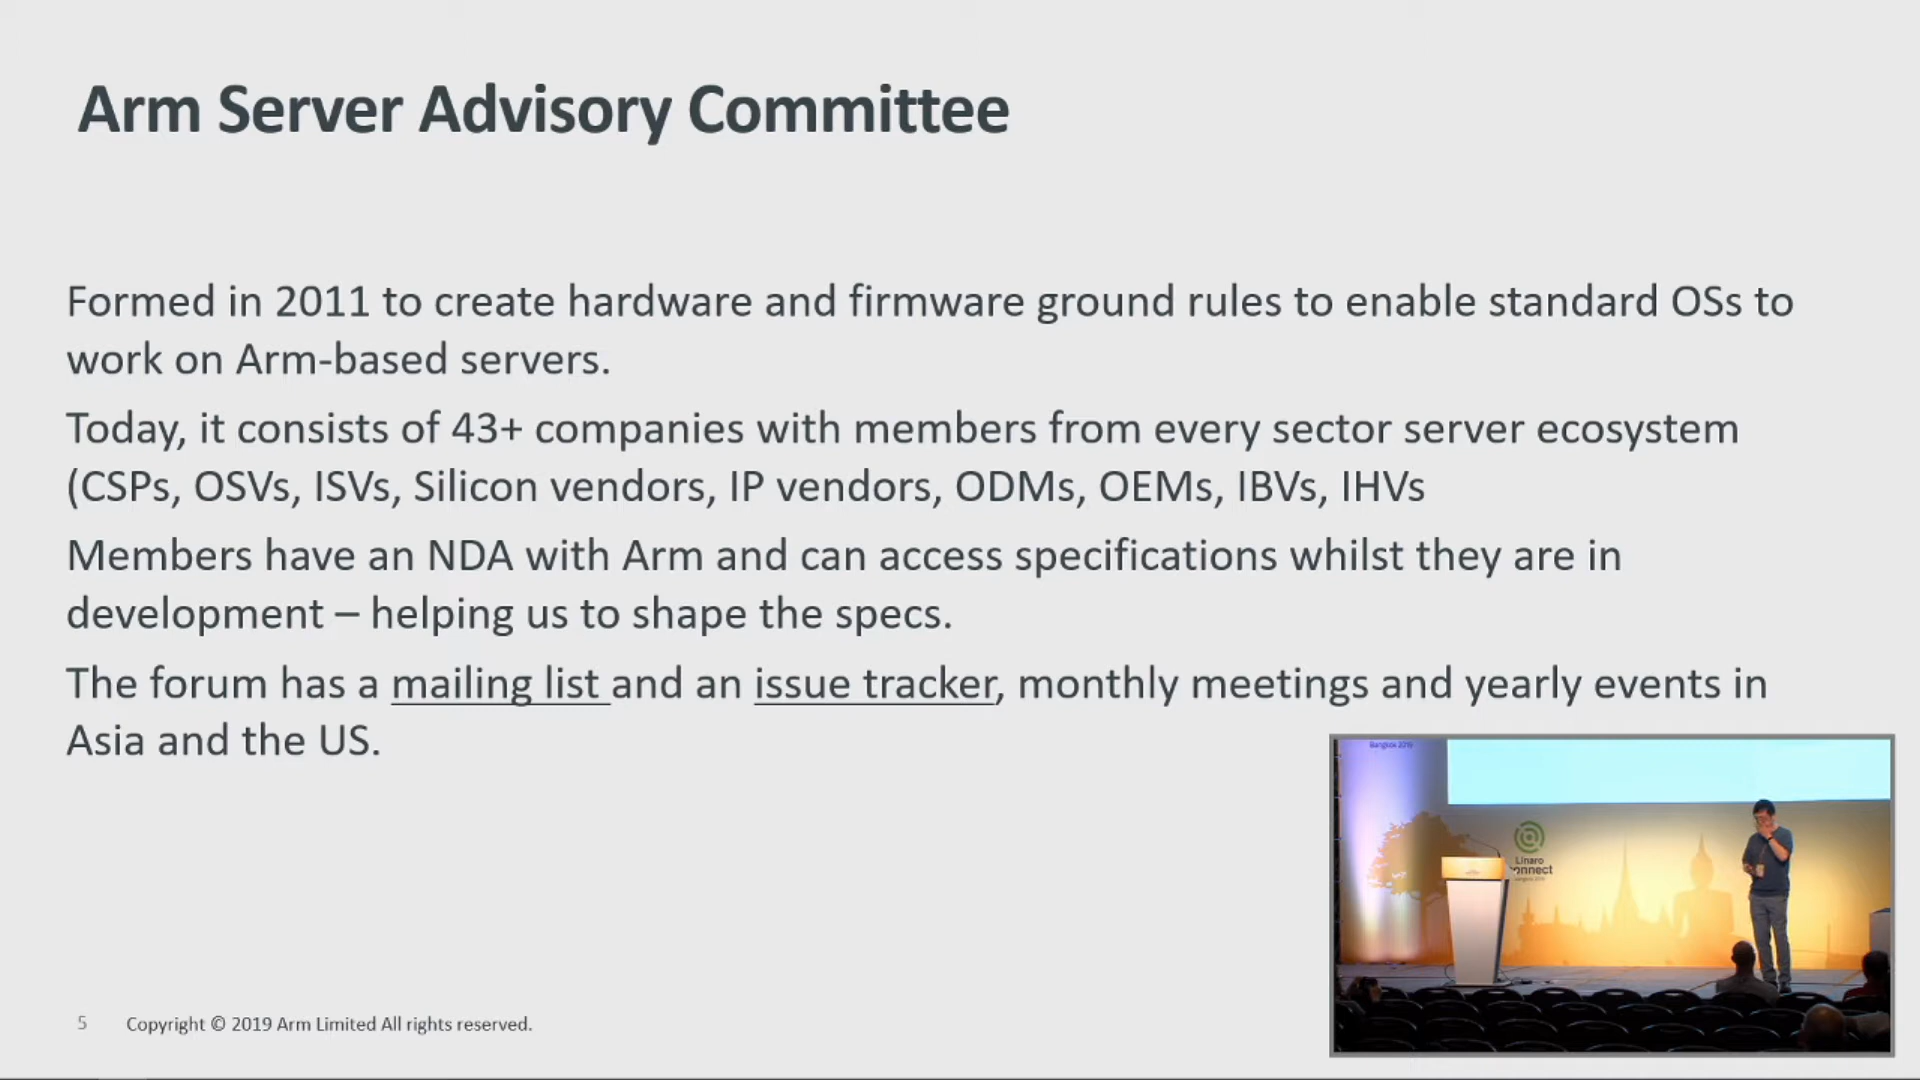 Arm Server Advisory Committee
Formed in 2011 to create hardware and firmware ground rules to enable standard OSs to
work on Arm-based servers.
Today, it consists of 43+ companies with members from every sector server ecosystem
(CSPs, OSVs, ISVs, Silicon vendors, IP vendors, ODMs, OEMs, IBVs, IHVs
Members have an NDA with Arm and can access specifications whilst they are in
development – helping us to shape the specs.
The forum has a mailing list and an issue tracker, monthly meetings and yearly events in
Asia and the US.
Bangkok 2019
Linaro
onnect
Bangkok 2019
5 Copyright © 2019 Arm Limited All rights reserved.